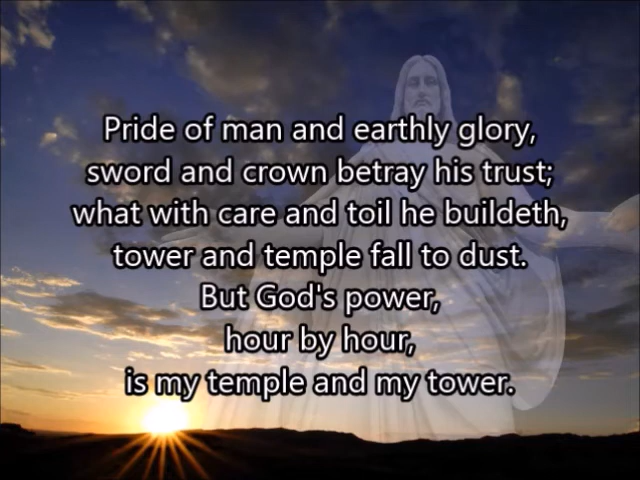 Pride of man and earthly glory,
sword and crown betray his trust;
what with care and toil he buildeth,
tower and temple fall to dust.
But God's power,
hour by hour,
is my temple and my tower.